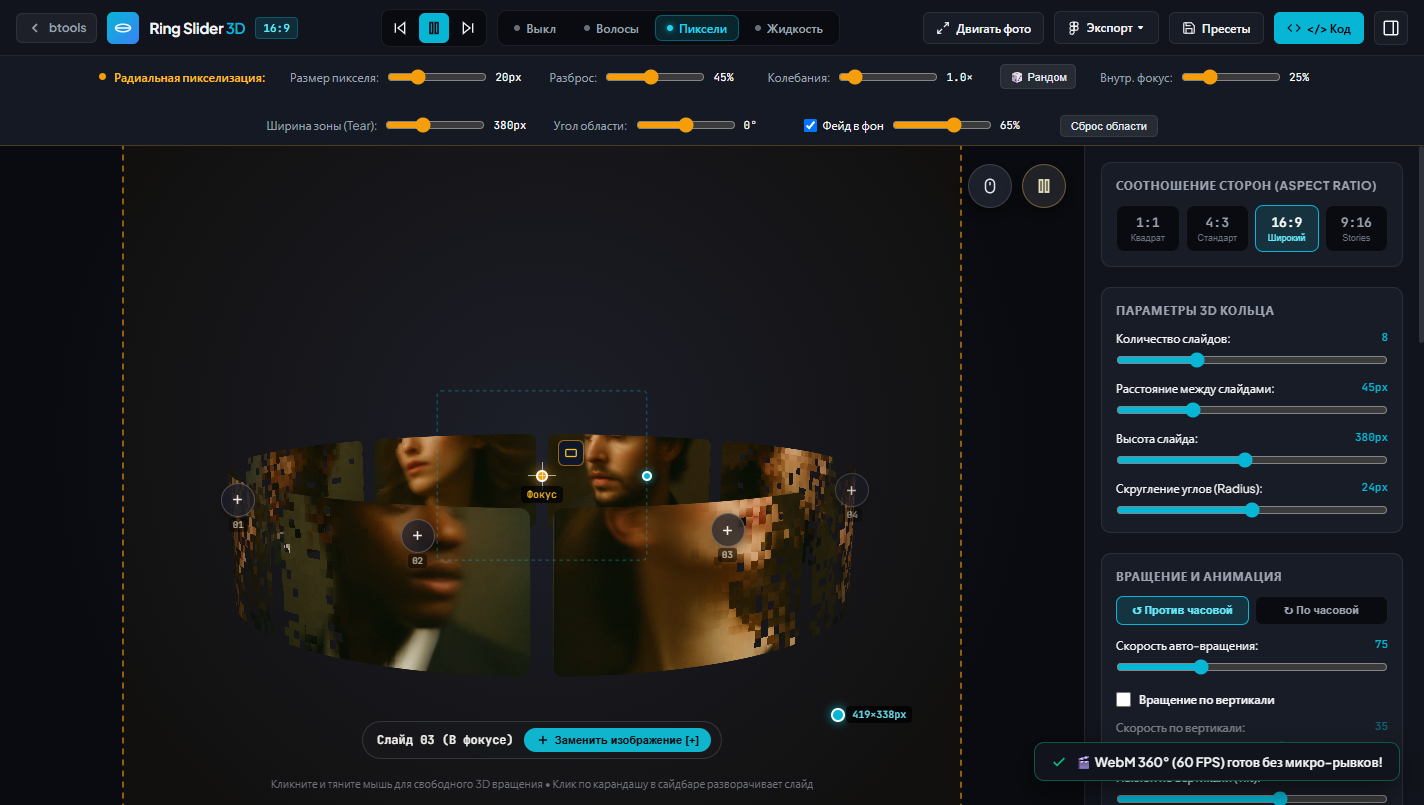 btools
Ring Slider 3D
16:9
Выкл
Волосы
Пиксели
Жидкость
Двигать фото
Экспорт
Пресеты
</> Код
Радиальная пикселизация:
Размер пикселя: 20px
Разброс: 45%
Колебания: 1.0×
Рандом
Внутр. фокус: 25%
Ширина зоны (Tear): 380px
Угол области: 0°
Фейд в фон 65%
Сброс области
Фокус
01
02
03
04
419×338px
Слайд 03 (В фокусе)
+ Заменить изображение [+]
Кликните и тяните мышь для свободного 3D вращения • Клик по карандашу в сайдбаре разворачивает слайд
СООТНОШЕНИЕ СТОРОН (ASPECT RATIO)
1:1
Квадрат
4:3
Стандарт
16:9
Широкий
9:16
Stories
ПАРАМЕТРЫ 3D КОЛЬЦА
Количество слайдов: 8
Расстояние между слайдами: 45px
Высота слайда: 380px
Скругление углов (Radius): 24px
ВРАЩЕНИЕ И АНИМАЦИЯ
↺ Против часовой
↻ По часовой
Скорость авто-вращения: 75
Вращение по вертикали
Скорость по вертикали: 35
WebM 360° (60 FPS) готов без микро-рывков!